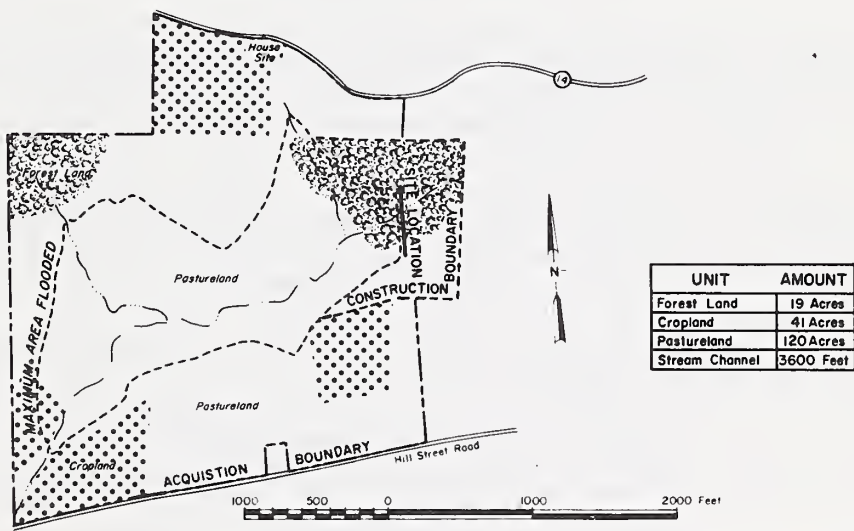 House
Site
14
Forest Land
SITE LOCATION
BOUNDARY
MAXIMUM AREA FLOODED
Pastureland
CONSTRUCTION
N
UNIT AMOUNT
Forest Land 19 Acres
Cropland 41 Acres
Pastureland 120 Acres
Stream Channel 3600 Feet
Pastureland
Cropland
ACQUISTION BOUNDARY
Hill Street Road
1000 500 0 1000 2000 Feet